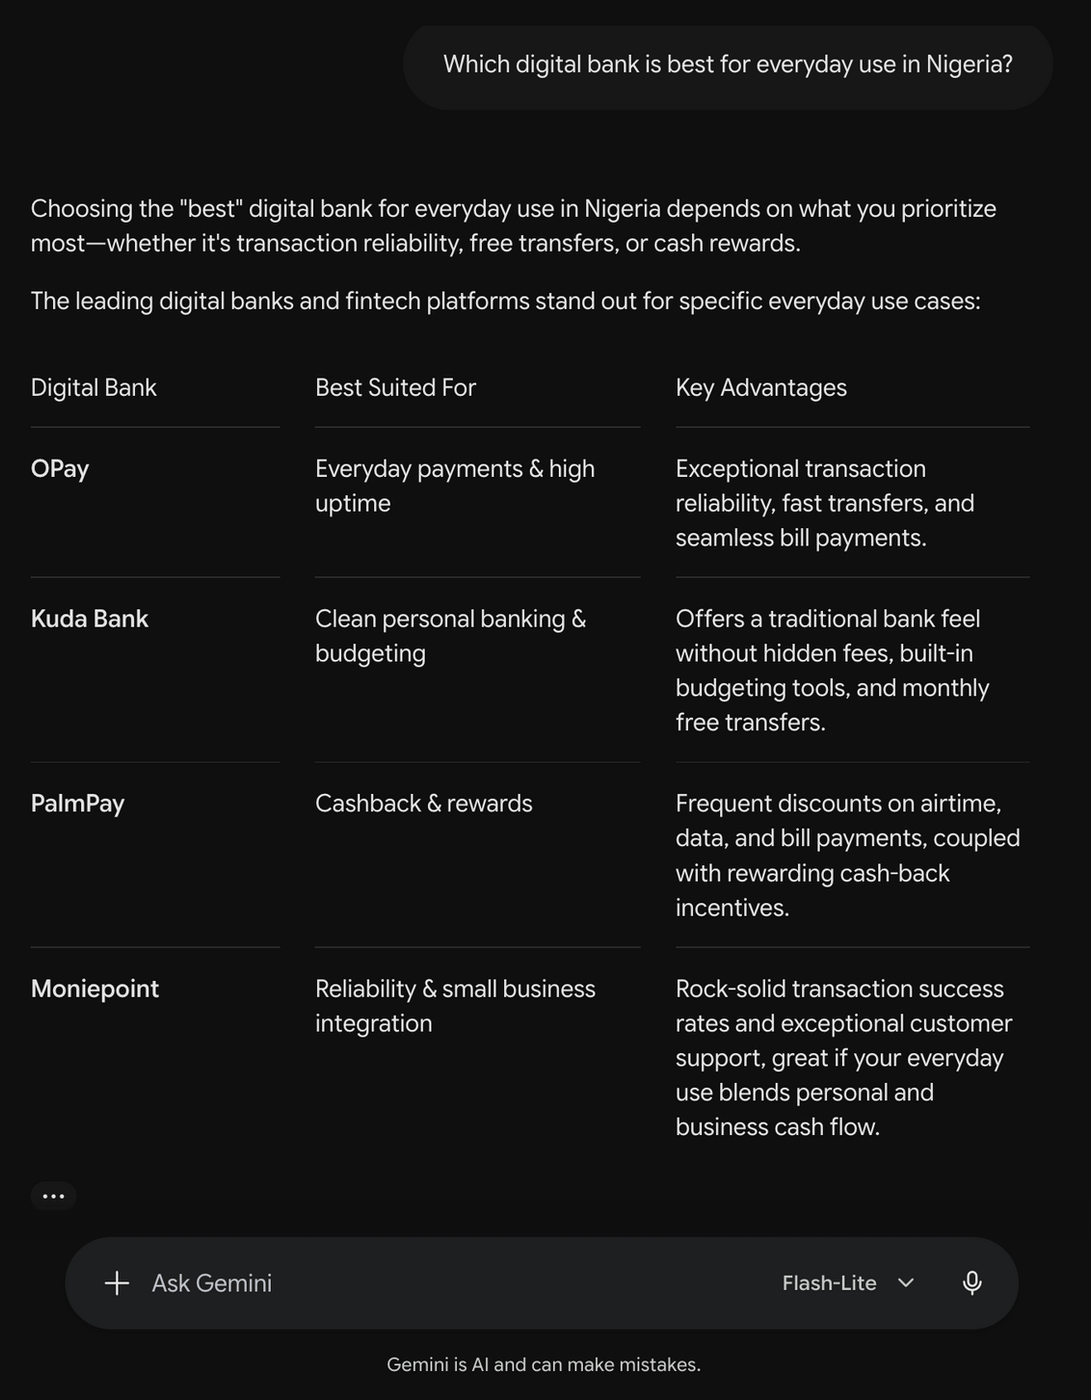 Which digital bank is best for everyday use in Nigeria?
Choosing the "best" digital bank for everyday use in Nigeria depends on what you prioritize
most—whether it's transaction reliability, free transfers, or cash rewards.
The leading digital banks and fintech platforms stand out for specific everyday use cases:
Digital Bank
Best Suited For
Key Advantages
OPay
Everyday payments & high
uptime
Exceptional transaction
reliability, fast transfers, and
seamless bill payments.
Kuda Bank
Clean personal banking &
budgeting
Offers a traditional bank feel
without hidden fees, built-in
budgeting tools, and monthly
free transfers.
PalmPay
Cashback & rewards
Frequent discounts on airtime,
data, and bill payments, coupled
with rewarding cash-back
incentives.
Moniepoint
Reliability & small business
integration
Rock-solid transaction success
rates and exceptional customer
support, great if your everyday
use blends personal and
business cash flow.
Ask Gemini
Flash-Lite
Gemini is AI and can make mistakes.